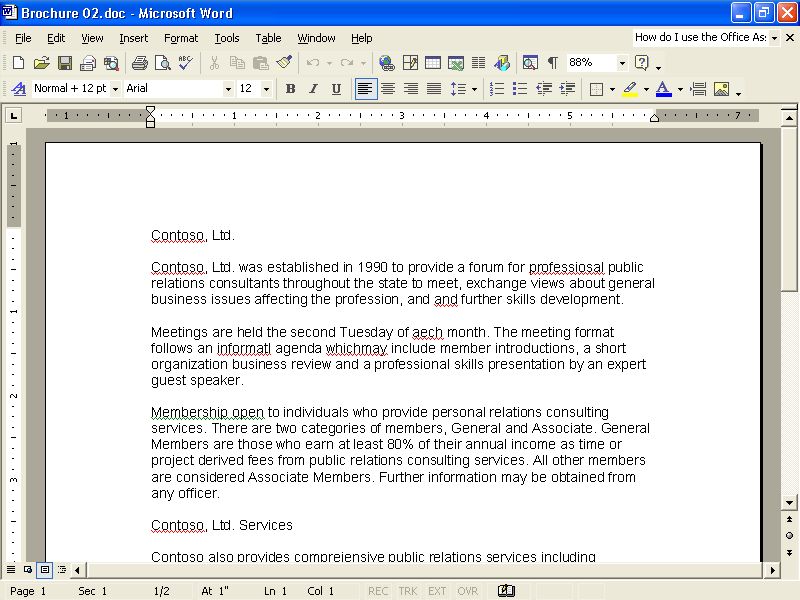 Brochure 02.doc - Microsoft Word
File Edit View Insert Format Tools Table Window Help How do I use the Office As:
88%
Normal + 12 pt Arial 12 B I U
1 1 2 3 4 5 7
Contoso, Ltd.
Contoso, Ltd. was established in 1990 to provide a forum for professiosal public
relations consultants throughout the state to meet, exchange views about general
business issues affecting the profession, and and further skills development.
Meetings are held the second Tuesday of aech month. The meeting format
follows an informatl agenda whichmay include member introductions, a short
organization business review and a professional skills presentation by an expert
guest speaker.
Membership open to individuals who provide personal relations consulting
services. There are two categories of members, General and Associate. General
Members are those who earn at least 80% of their annual income as time or
project derived fees from public relations consulting services. All other members
are considered Associate Members. Further information may be obtained from
any officer.
Contoso, Ltd. Services
Contoso also provides compreiensive public relations services including
Page 1 Sec 1 1/2 At 1" Ln 1 Col 1 REC TRK EXT OVR